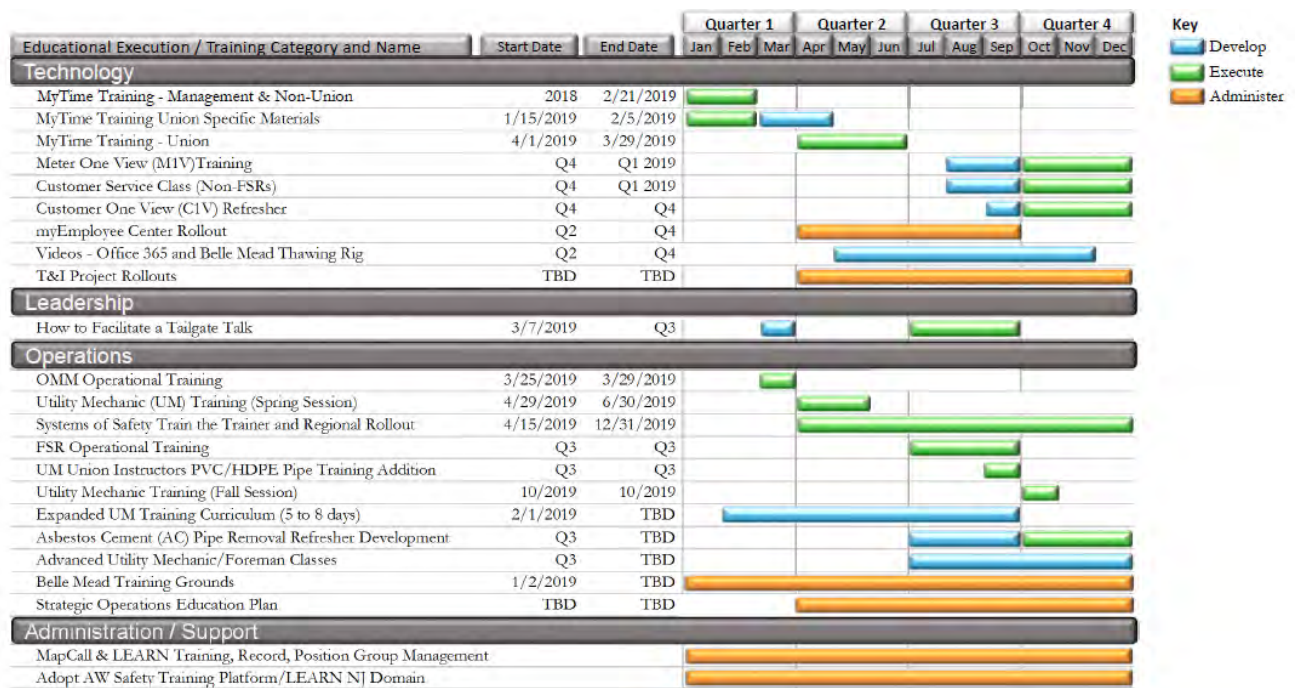 Quarter 1 Quarter 2 Quarter 3 Quarter 4 Key
Educational Execution / Training Category and Name Start Date End Date Jan Feb Mar Apr May Jun Jul Aug Sep Oct Nov Dec Develop
Technology Execute
MyTime Training - Management & Non-Union 2018 2/21/2019 Administer
MyTime Training Union Specific Materials 1/15/2019 2/5/2019
MyTime Training - Union 4/1/2019 3/29/2019
Meter One View (M1V)Training Q4 Q1 2019
Customer Service Class (Non-FSRs) Q4 Q1 2019
Customer One View (C1V) Refresher Q4 Q4
myEmployee Center Rollout Q2 Q4
Videos - Office 365 and Belle Mead Thawing Rig Q2 Q4
T&I Project Rollouts TBD TBD
Leadership
How to Facilitate a Tailgate Talk 3/7/2019 Q3
Operations
OMM Operational Training 3/25/2019 3/29/2019
Utility Mechanic (UM) Training (Spring Session) 4/29/2019 6/30/2019
Systems of Safety Train the Trainer and Regional Rollout 4/15/2019 12/31/2019
FSR Operational Training Q3 Q3
UM Union Instructors PVC/HDPE Pipe Training Addition Q3 Q3
Utility Mechanic Training (Fall Session) 10/2019 10/2019
Expanded UM Training Curriculum (5 to 8 days) 2/1/2019 TBD
Asbestos Cement (AC) Pipe Removal Refresher Development Q3 TBD
Advanced Utility Mechanic/Foreman Classes Q3 TBD
Belle Mead Training Grounds 1/2/2019 TBD
Strategic Operations Education Plan TBD TBD
Administration / Support
MapCall & LEARN Training, Record, Position Group Management
Adopt AW Safety Training Platform/LEARN NJ Domain